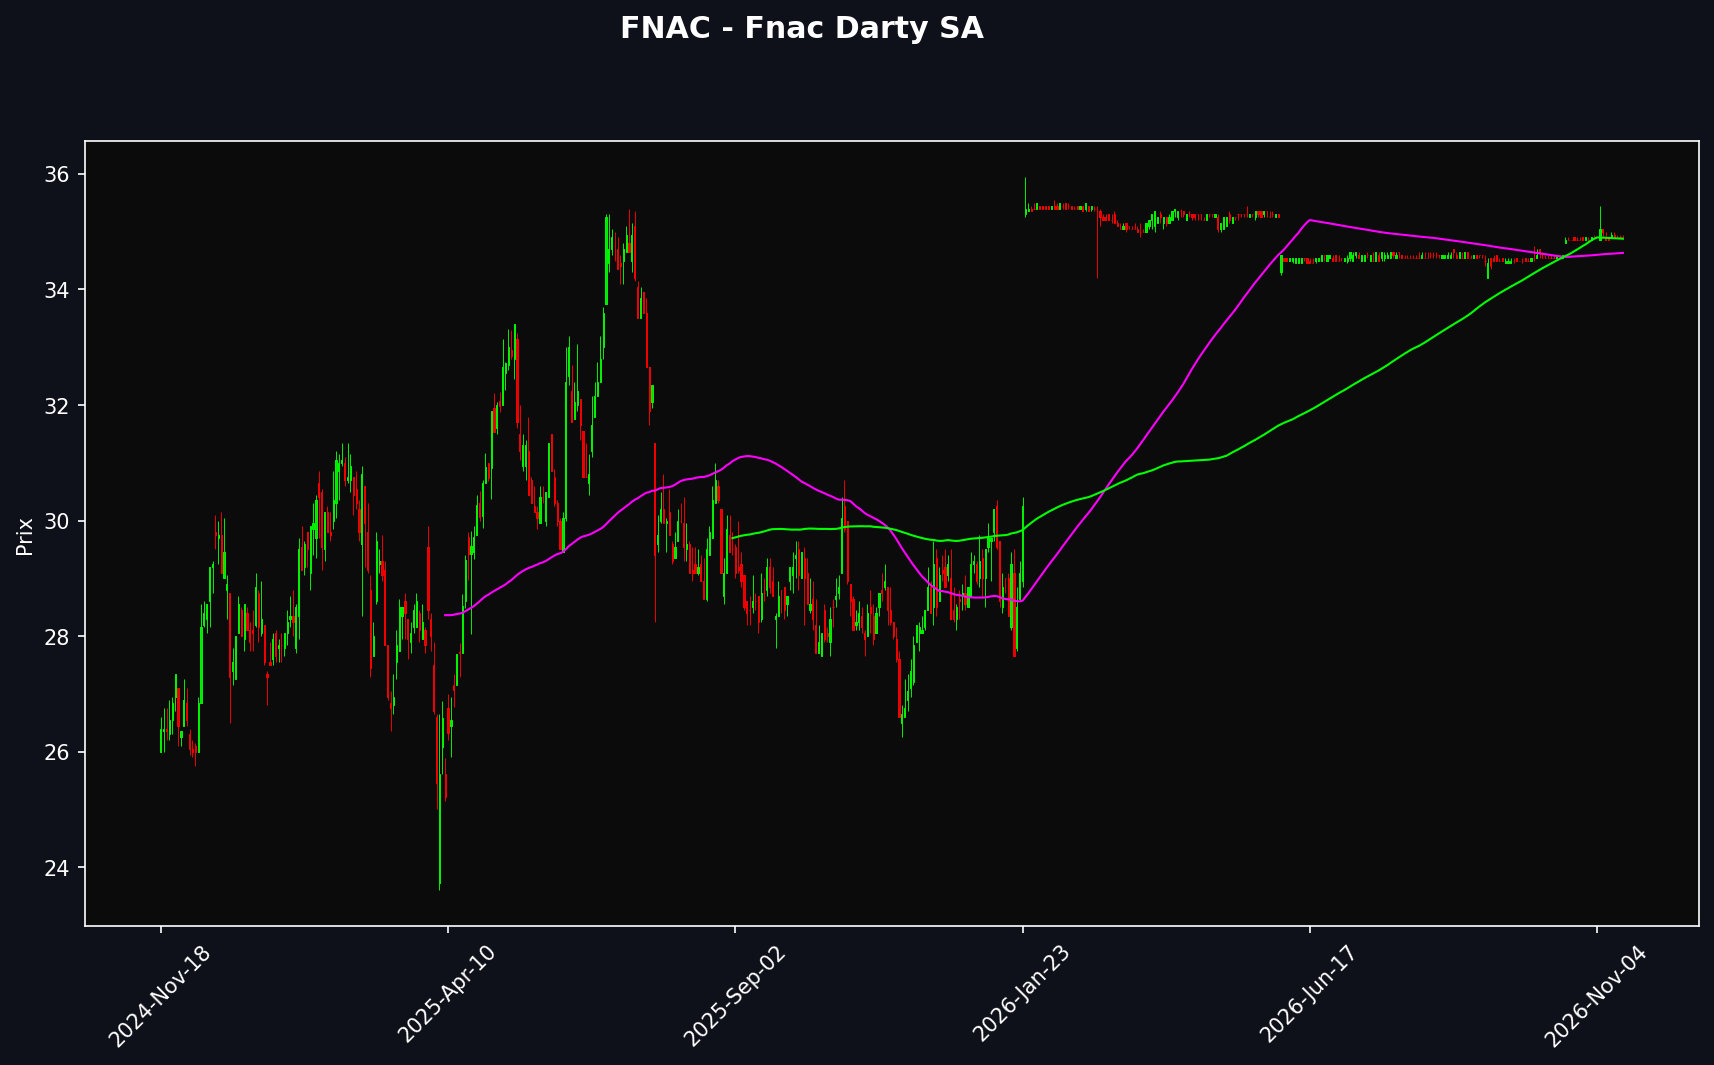 FNAC - Fnac Darty SA
36
34
32
30
28
26
24
Prix
2024-Nov-18
2025-Apr-10
2025-Sep-02
2026-Jan-23
2026-Jun-17
2026-Nov-04